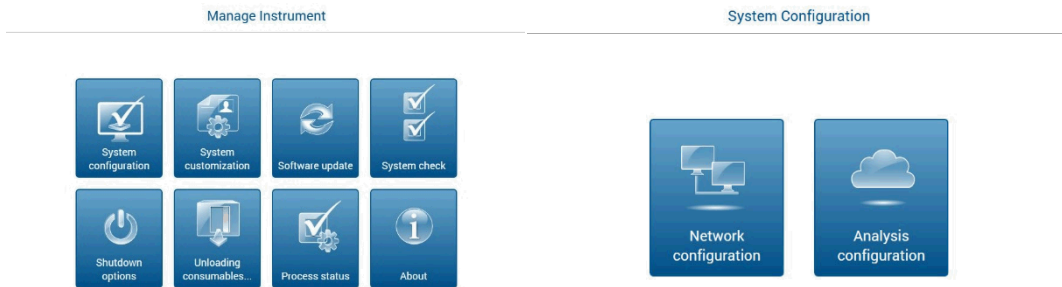 Manage Instrument
System
configuration
System
customization
Software update
System check
Shutdown
options
Unloading
consumables...
Process status
About
System Configuration
Network
configuration
Analysis
configuration